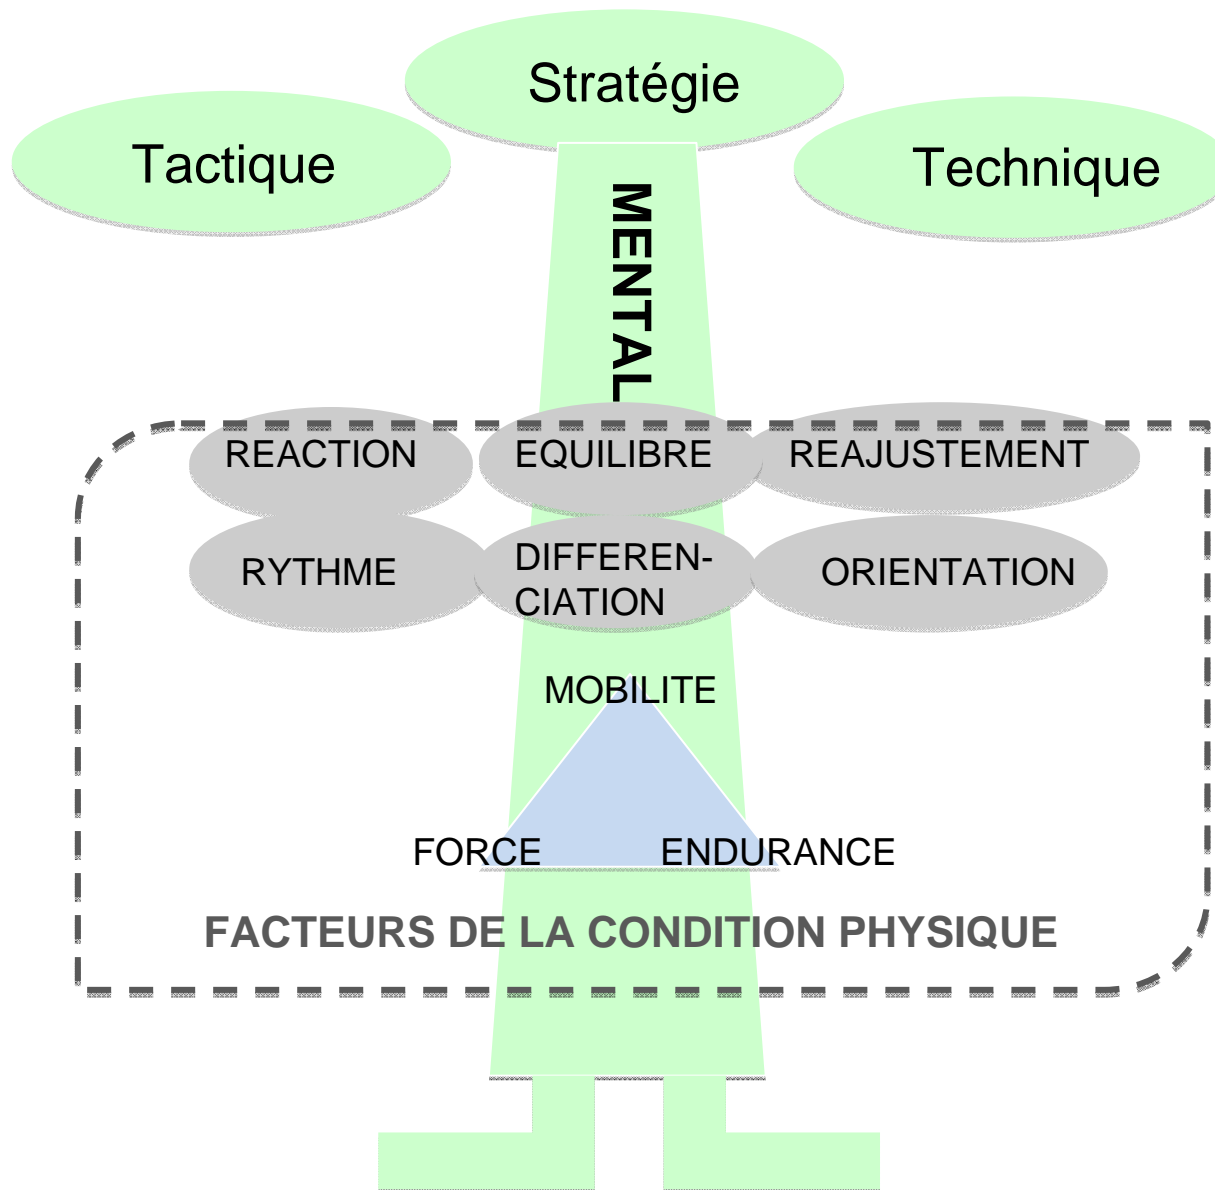 Stratégie
Tactique
Technique
MENTAL
REACTION
EQUILIBRE
REAJUSTEMENT
RYTHME
DIFFEREN-
CIATION
ORIENTATION
MOBILITE
FORCE
ENDURANCE
FACTEURS DE LA CONDITION PHYSIQUE